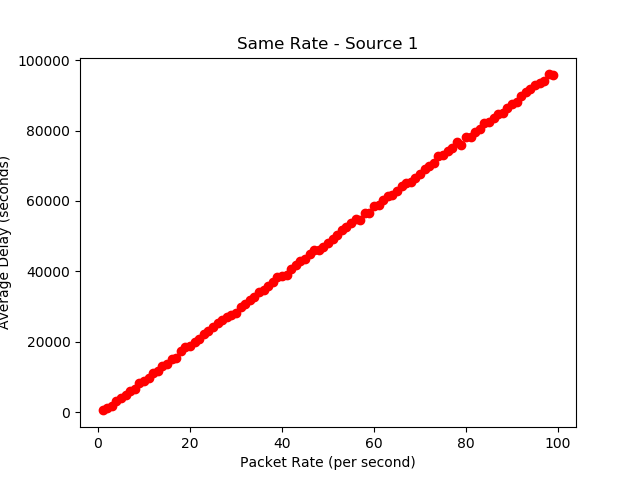 Same Rate - Source 1
Average Delay (seconds)
100000
80000
60000
40000
20000
0
0 20 40 60 80 100
Packet Rate (per second)